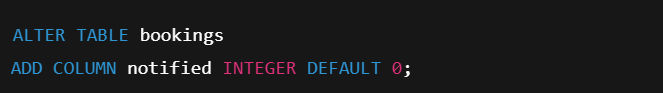 ALTER TABLE bookings
ADD COLUMN notified INTEGER DEFAULT 0;